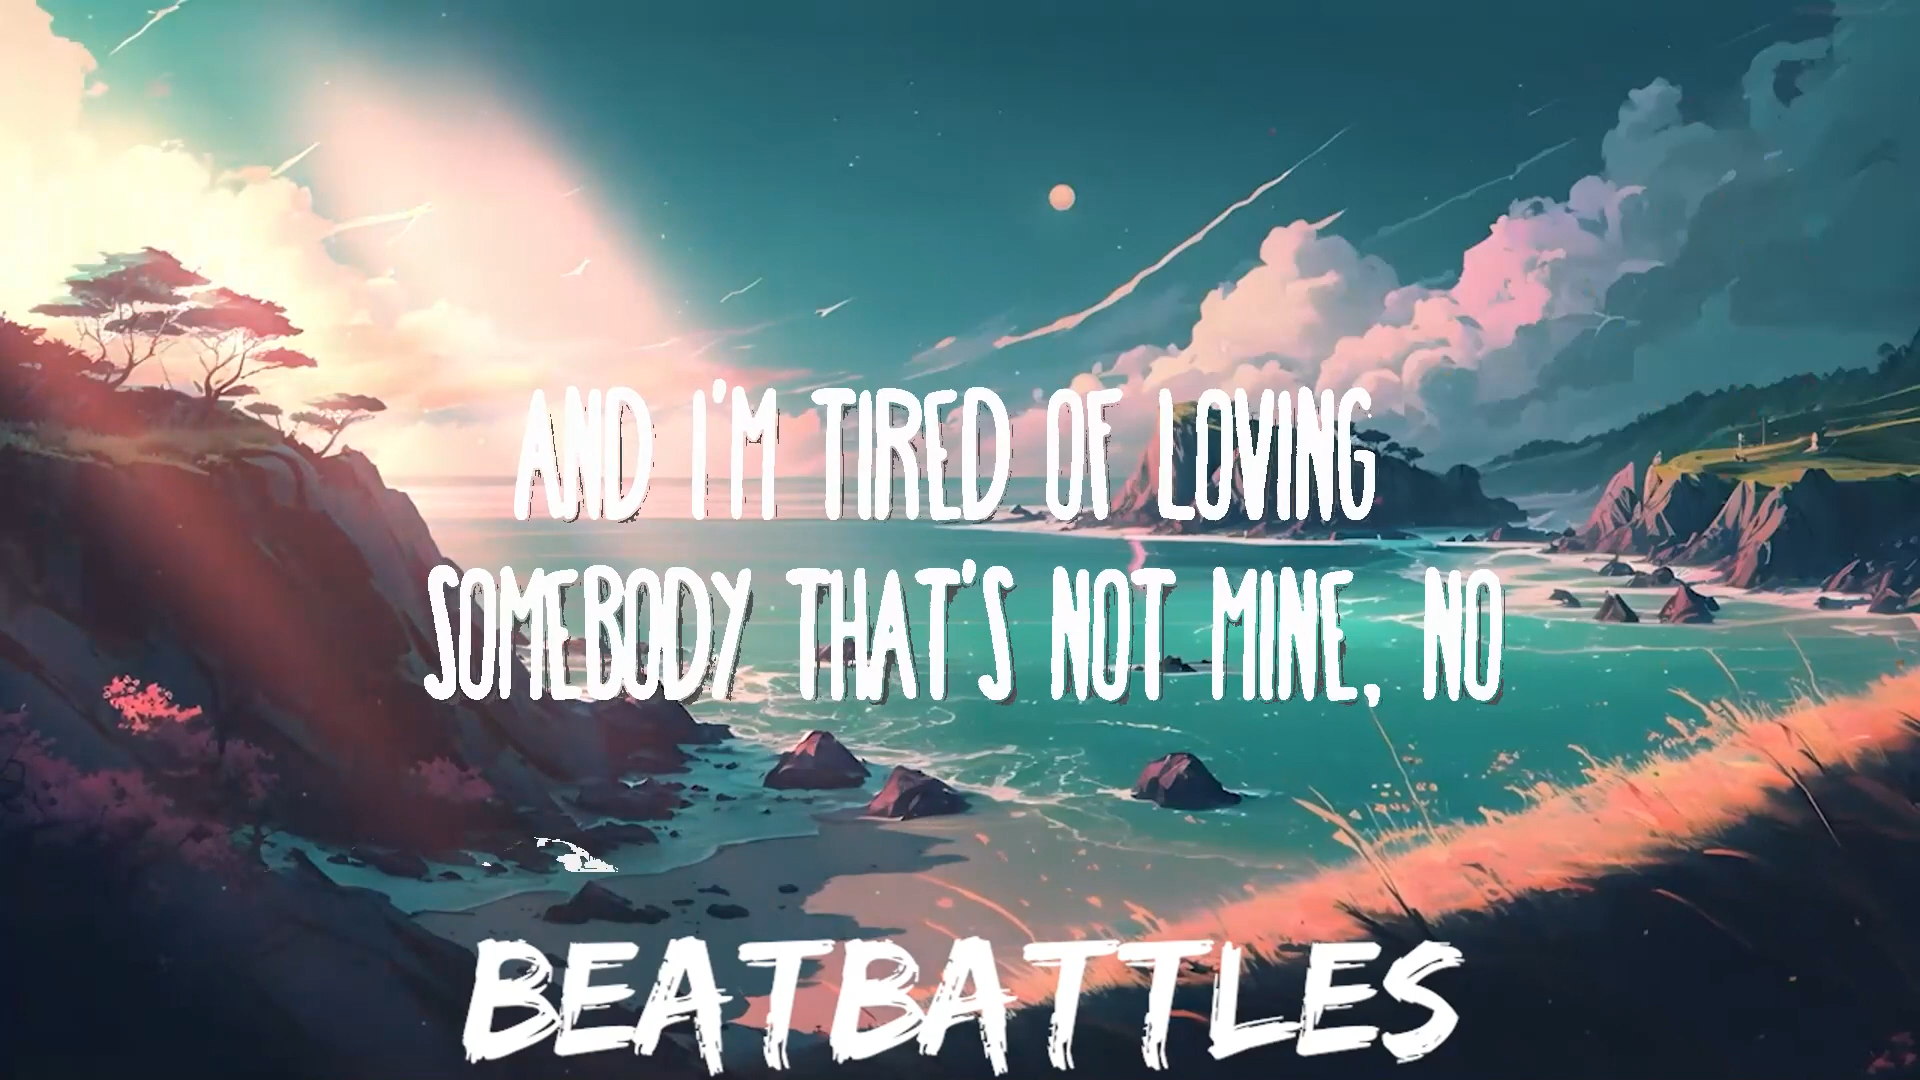 AND I'M TIRED OF LOVING
SOMEBODY THAT'S NOT MINE, NO
BEATBATTLES